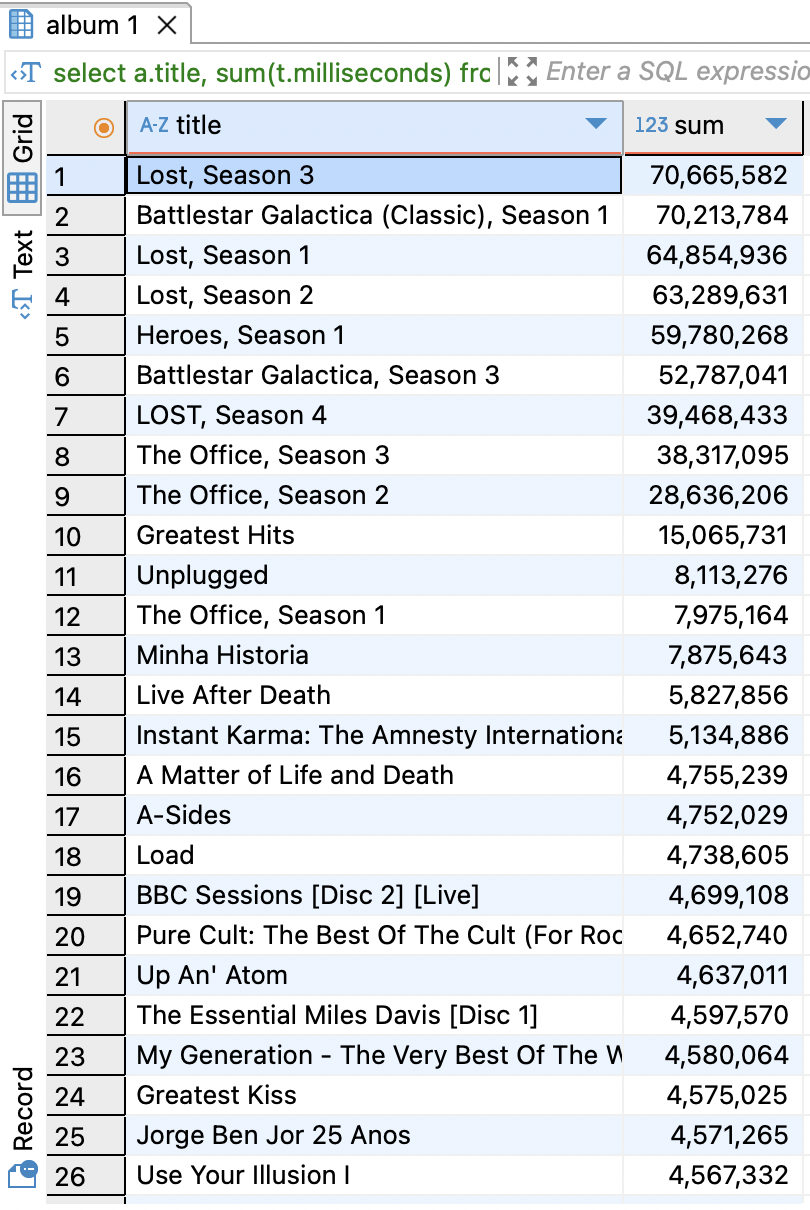 album 1
select a.title, sum(t.milliseconds) fro
Enter a SQL expressio
Grid
Text
Record
A-Z title 123 sum
1 Lost, Season 3 70,665,582
2 Battlestar Galactica (Classic), Season 1 70,213,784
3 Lost, Season 1 64,854,936
4 Lost, Season 2 63,289,631
5 Heroes, Season 1 59,780,268
6 Battlestar Galactica, Season 3 52,787,041
7 LOST, Season 4 39,468,433
8 The Office, Season 3 38,317,095
9 The Office, Season 2 28,636,206
10 Greatest Hits 15,065,731
11 Unplugged 8,113,276
12 The Office, Season 1 7,975,164
13 Minha Historia 7,875,643
14 Live After Death 5,827,856
15 Instant Karma: The Amnesty Internationa 5,134,886
16 A Matter of Life and Death 4,755,239
17 A-Sides 4,752,029
18 Load 4,738,605
19 BBC Sessions [Disc 2] [Live] 4,699,108
20 Pure Cult: The Best Of The Cult (For Roc 4,652,740
21 Up An' Atom 4,637,011
22 The Essential Miles Davis [Disc 1] 4,597,570
23 My Generation - The Very Best Of The W 4,580,064
24 Greatest Kiss 4,575,025
25 Jorge Ben Jor 25 Anos 4,571,265
26 Use Your Illusion I 4,567,332